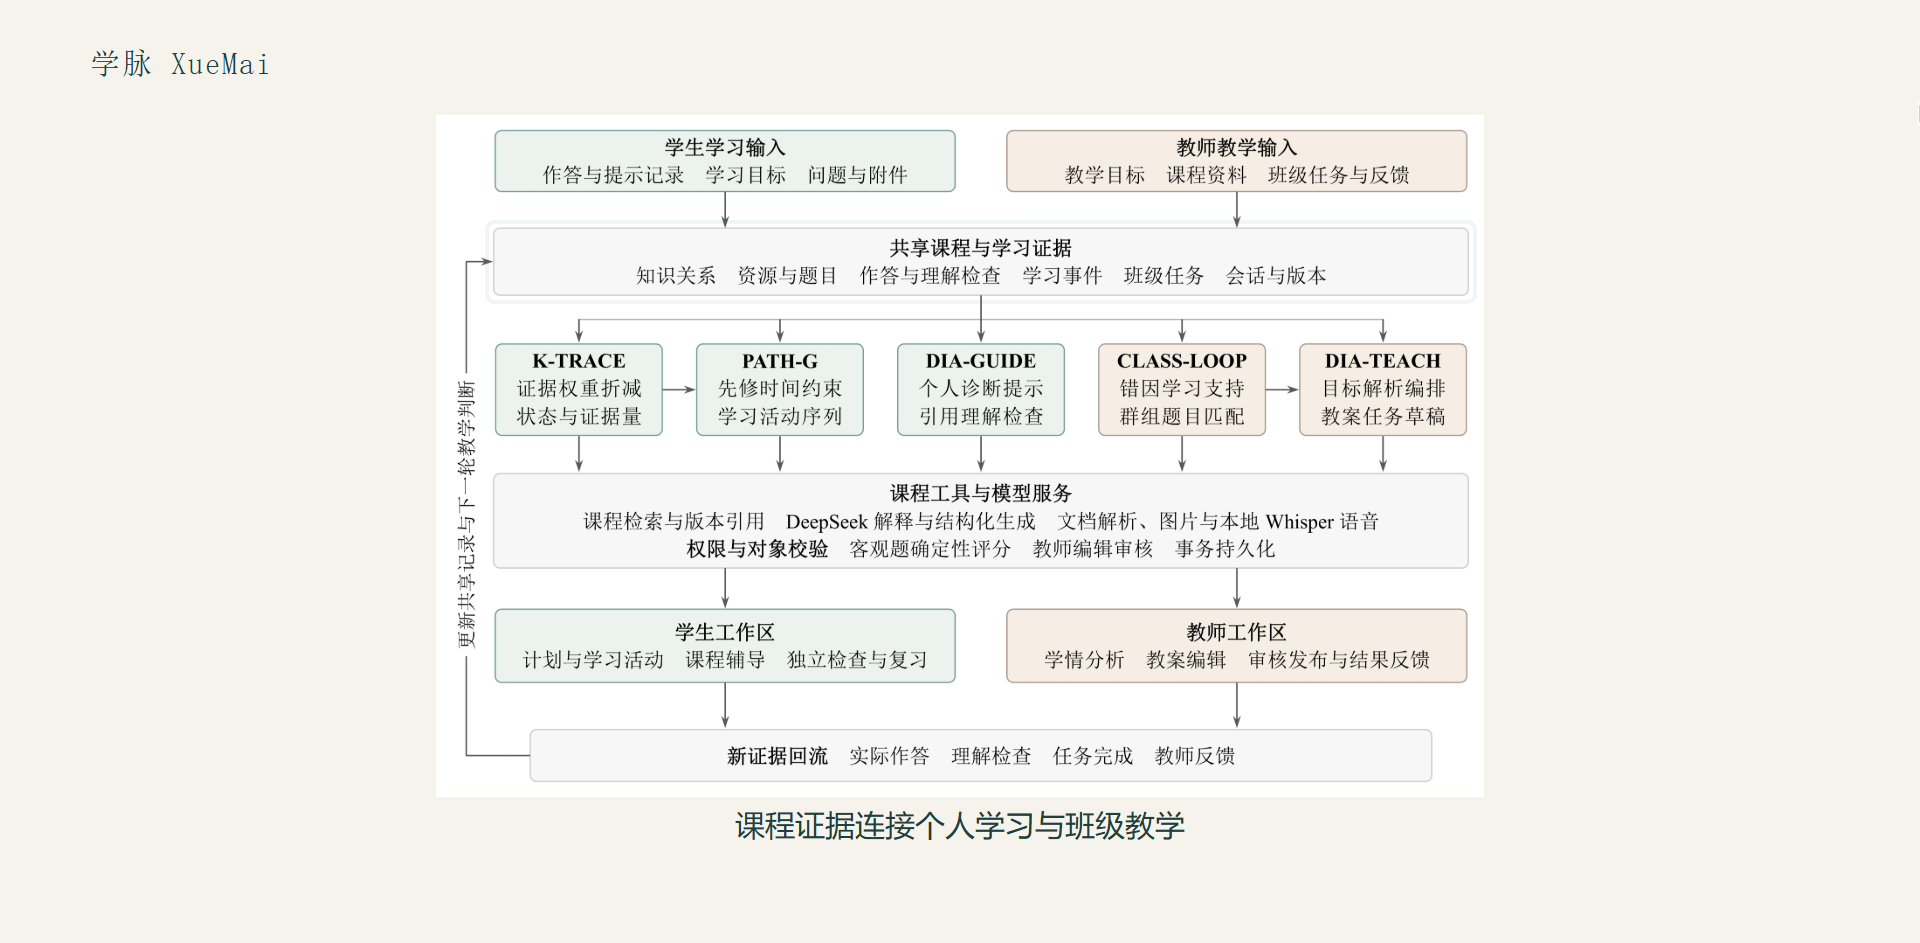 学脉 XueMai
学生学习输入
作答与提示记录 学习目标 问题与附件
教师教学输入
教学目标 课程资料 班级任务与反馈
共享课程与学习证据
知识关系 资源与题目 作答与理解检查 学习事件 班级任务 会话与版本
K-TRACE
证据权重折减
状态与证据量
PATH-G
先修时间约束
学习活动序列
DIA-GUIDE
个人诊断提示
引用理解检查
CLASS-LOOP
错因学习支持
群组题目匹配
DIA-TEACH
目标解析编排
教案任务草稿
课程工具与模型服务
课程检索与版本引用 DeepSeek 解释与结构化生成 文档解析、图片与本地 Whisper 语音
权限与对象校验 客观题确定性评分 教师编辑审核 事务持久化
学生工作区
计划与学习活动 课程辅导 独立检查与复习
教师工作区
学情分析 教案编辑 审核发布与结果反馈
新证据回流 实际作答 理解检查 任务完成 教师反馈
更新共享记录与下一轮教学判断
课程证据连接个人学习与班级教学